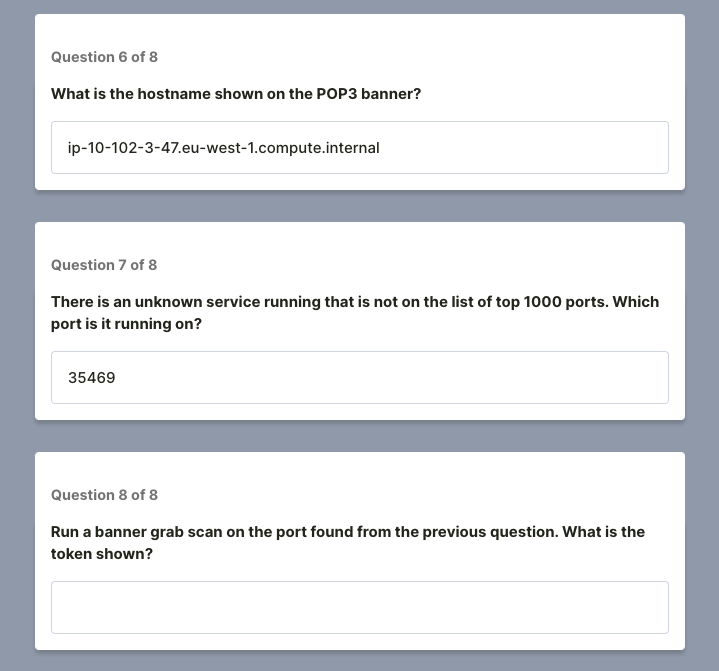 Question 6 of 8
What is the hostname shown on the POP3 banner?
ip-10-102-3-47.eu-west-1.compute.internal
Question 7 of 8
There is an unknown service running that is not on the list of top 1000 ports. Which
port is it running on?
35469
Question 8 of 8
Run a banner grab scan on the port found from the previous question. What is the
token shown?